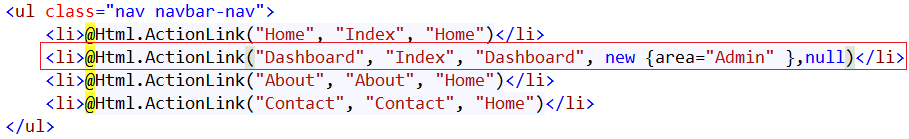 <ul class="nav navbar-nav">
<li>@Html.ActionLink("Home", "Index", "Home")</li>
<li>@Html.ActionLink("Dashboard", "Index", "Dashboard", new {area="Admin" },null)</li>
<li>@Html.ActionLink("About", "About", "Home")</li>
<li>@Html.ActionLink("Contact", "Contact", "Home")</li>
</ul>